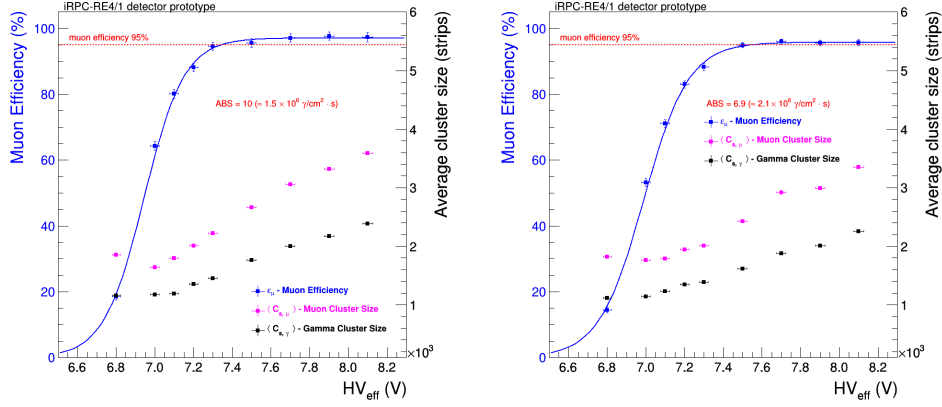 iRPC-RE4/1 detector prototype
Muon Efficiency (%)
100
80
60
40
20
0
muon efficiency 95%
ABS = 10 (≈ 1.5 × 10⁶ γ/cm² · s)
ε_μ - Muon Efficiency
⟨C_s, μ⟩ - Muon Cluster Size
⟨C_s, γ⟩ - Gamma Cluster Size
6
5
4
3
2
1
Average cluster size (strips)
×10³
6.6 6.8 7.0 7.2 7.4 7.6 7.8 8.0 8.2
HV_eff (V)
iRPC-RE4/1 detector prototype
Muon Efficiency (%)
100
80
60
40
20
0
muon efficiency 95%
ABS = 6.9 (≈ 2.1 × 10⁶ γ/cm² · s)
ε_μ - Muon Efficiency
⟨C_s, μ⟩ - Muon Cluster Size
⟨C_s, γ⟩ - Gamma Cluster Size
6
5
4
3
2
1
Average cluster size (strips)
×10³
6.6 6.8 7.0 7.2 7.4 7.6 7.8 8.0 8.2
HV_eff (V)